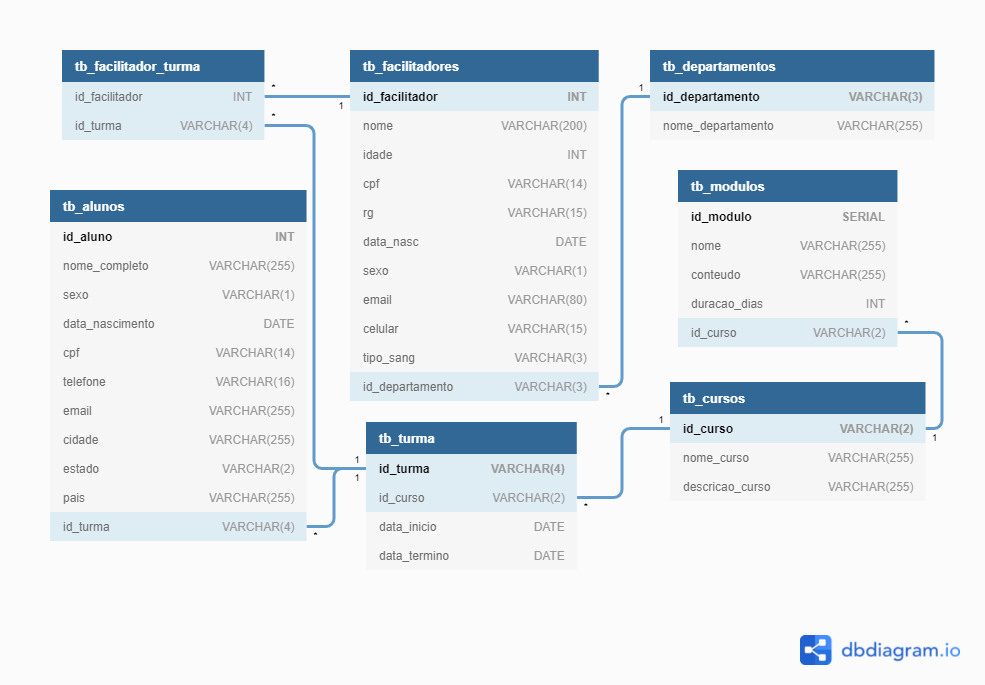 tb_facilitador_turma
id_facilitador INT
id_turma VARCHAR(4)
* 1
*
tb_facilitadores
id_facilitador INT
nome VARCHAR(200)
idade INT
cpf VARCHAR(14)
rg VARCHAR(15)
data_nasc DATE
sexo VARCHAR(1)
email VARCHAR(80)
celular VARCHAR(15)
tipo_sang VARCHAR(3)
id_departamento VARCHAR(3)
* 1
tb_departamentos
id_departamento VARCHAR(3)
nome_departamento VARCHAR(255)
tb_modulos
id_modulo SERIAL
nome VARCHAR(255)
conteudo VARCHAR(255)
duracao_dias INT
id_curso VARCHAR(2)
* 1
tb_alunos
id_aluno INT
nome_completo VARCHAR(255)
sexo VARCHAR(1)
data_nascimento DATE
cpf VARCHAR(14)
telefone VARCHAR(16)
email VARCHAR(255)
cidade VARCHAR(255)
estado VARCHAR(2)
pais VARCHAR(255)
id_turma VARCHAR(4)
*
1
1
tb_turma
id_turma VARCHAR(4)
id_curso VARCHAR(2)
data_inicio DATE
data_termino DATE
* 1
tb_cursos
id_curso VARCHAR(2)
nome_curso VARCHAR(255)
descricao_curso VARCHAR(255)
dbdiagram.io